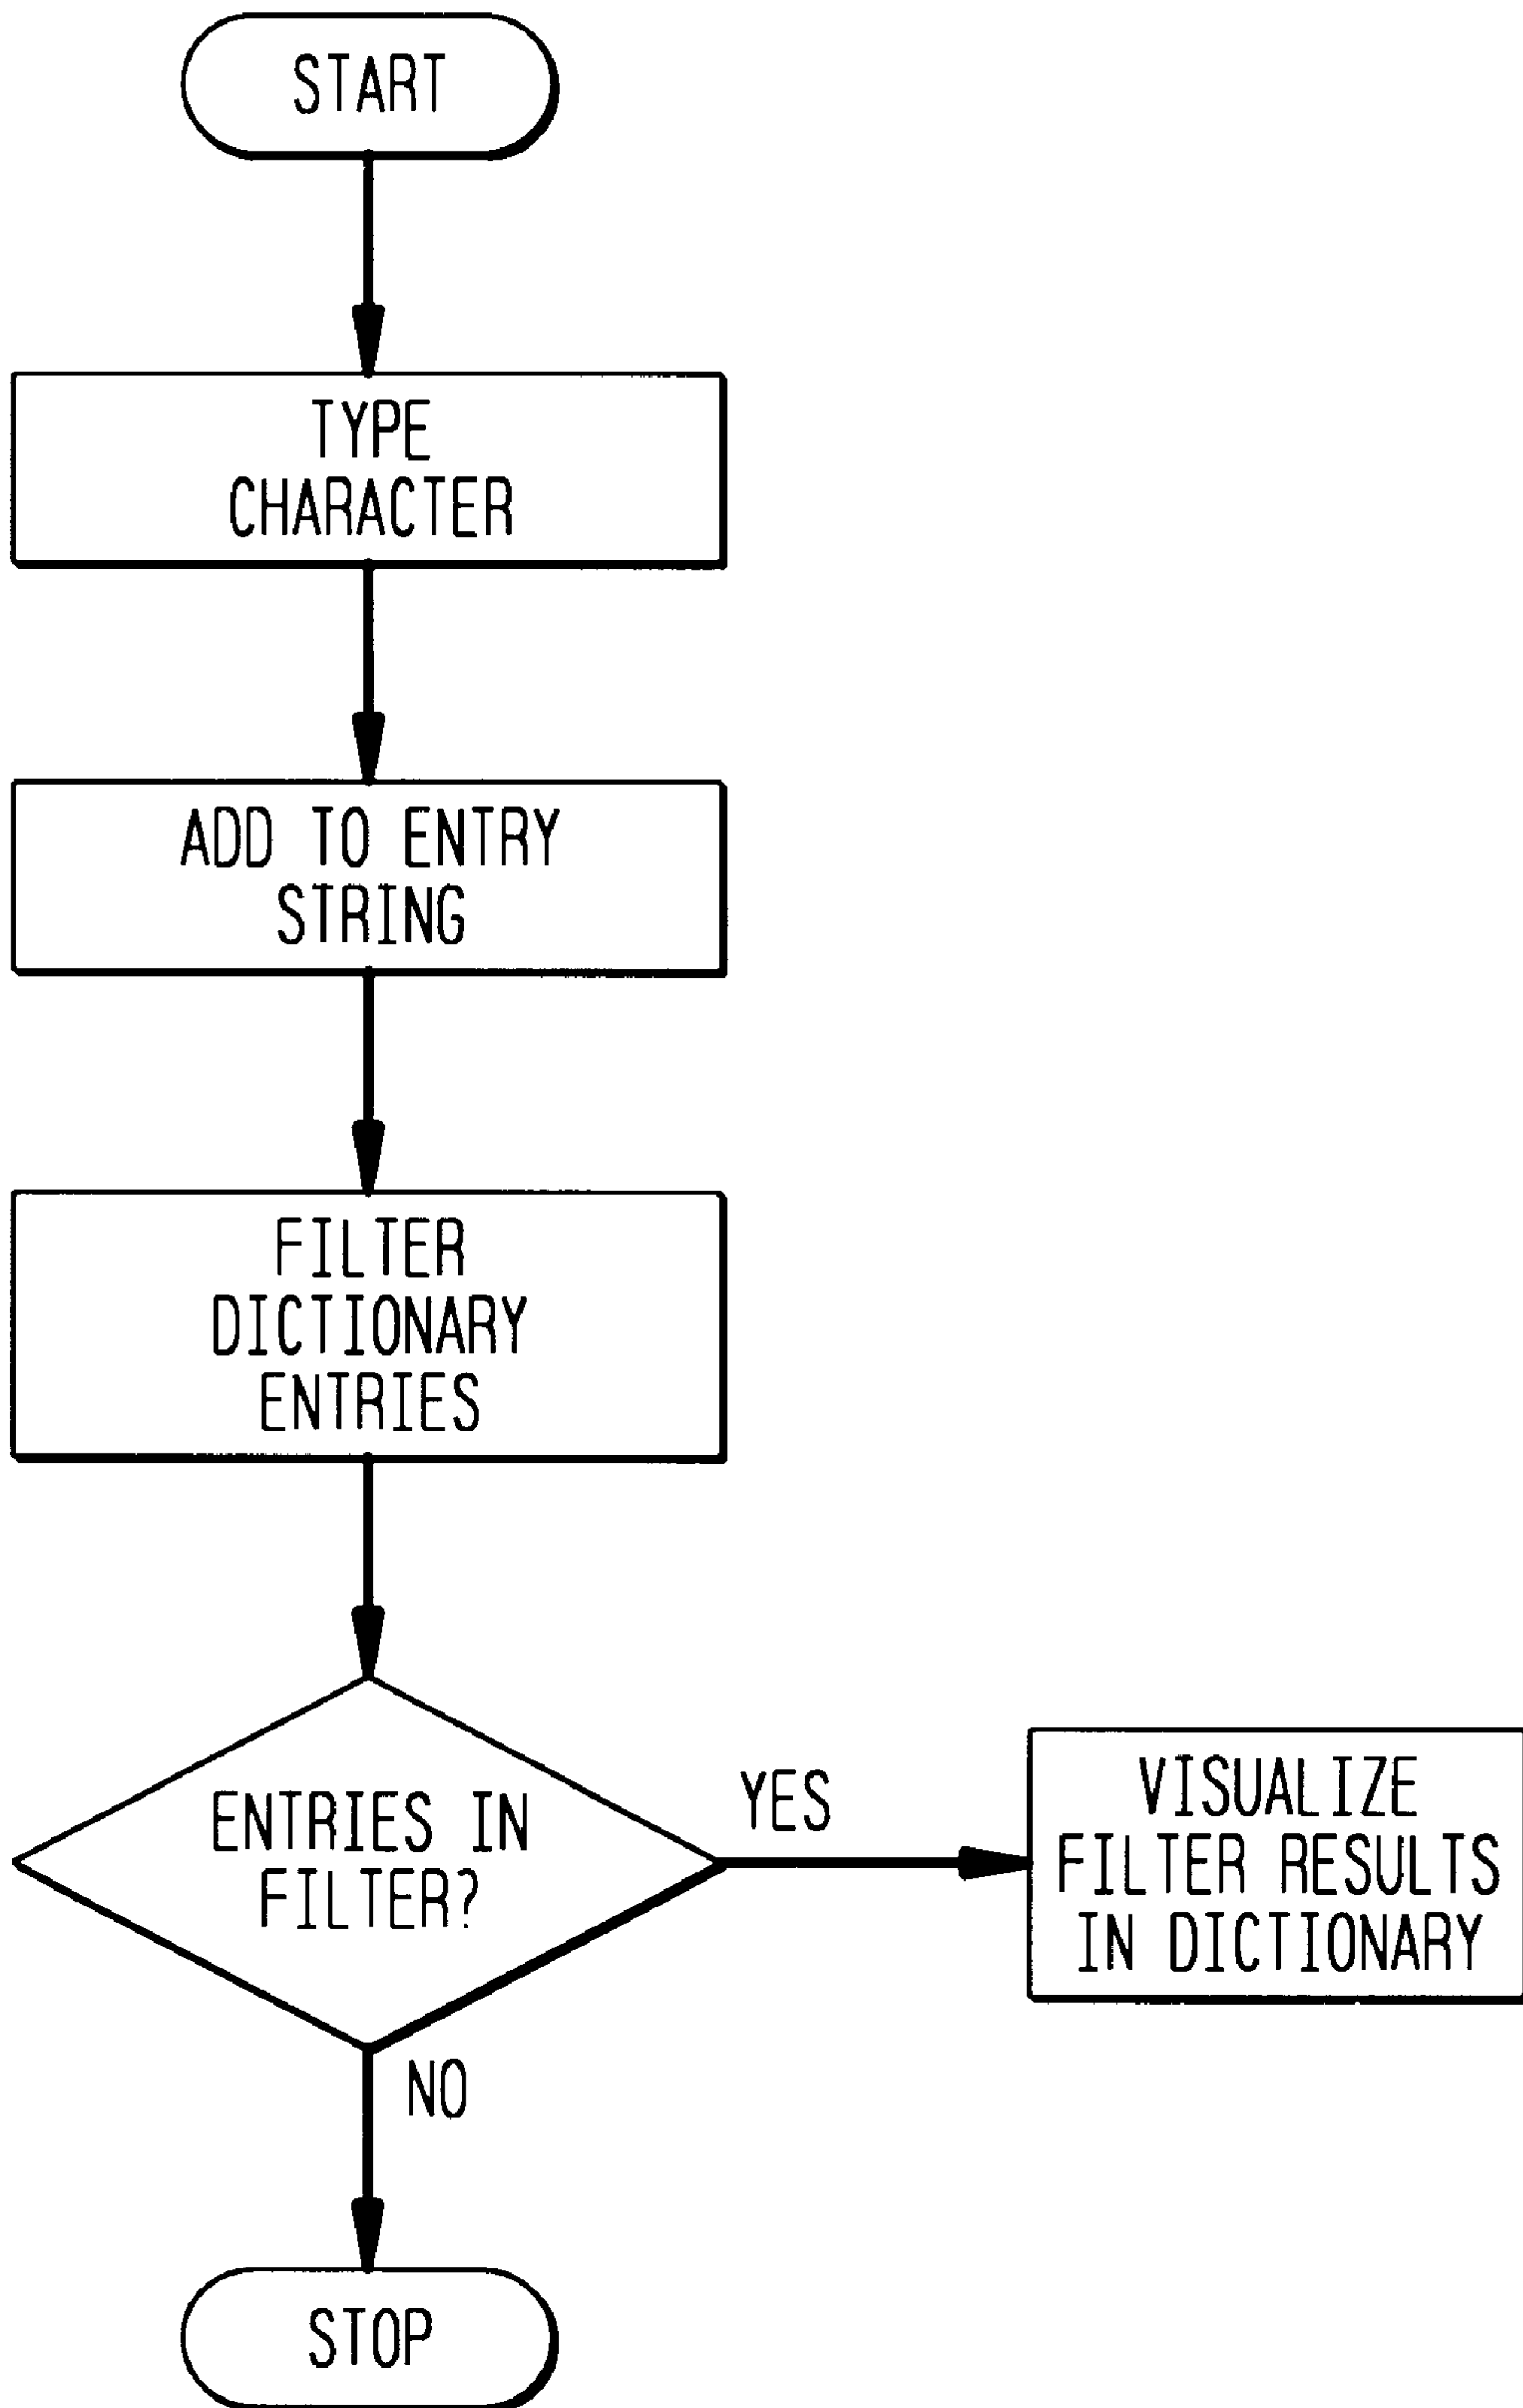 START
TYPE
CHARACTER
ADD TO ENTRY
STRING
FILTER
DICTIONARY
ENTRIES
ENTRIES IN
FILTER?
YES
VISUALIZE
FILTER RESULTS
IN DICTIONARY
NO
STOP